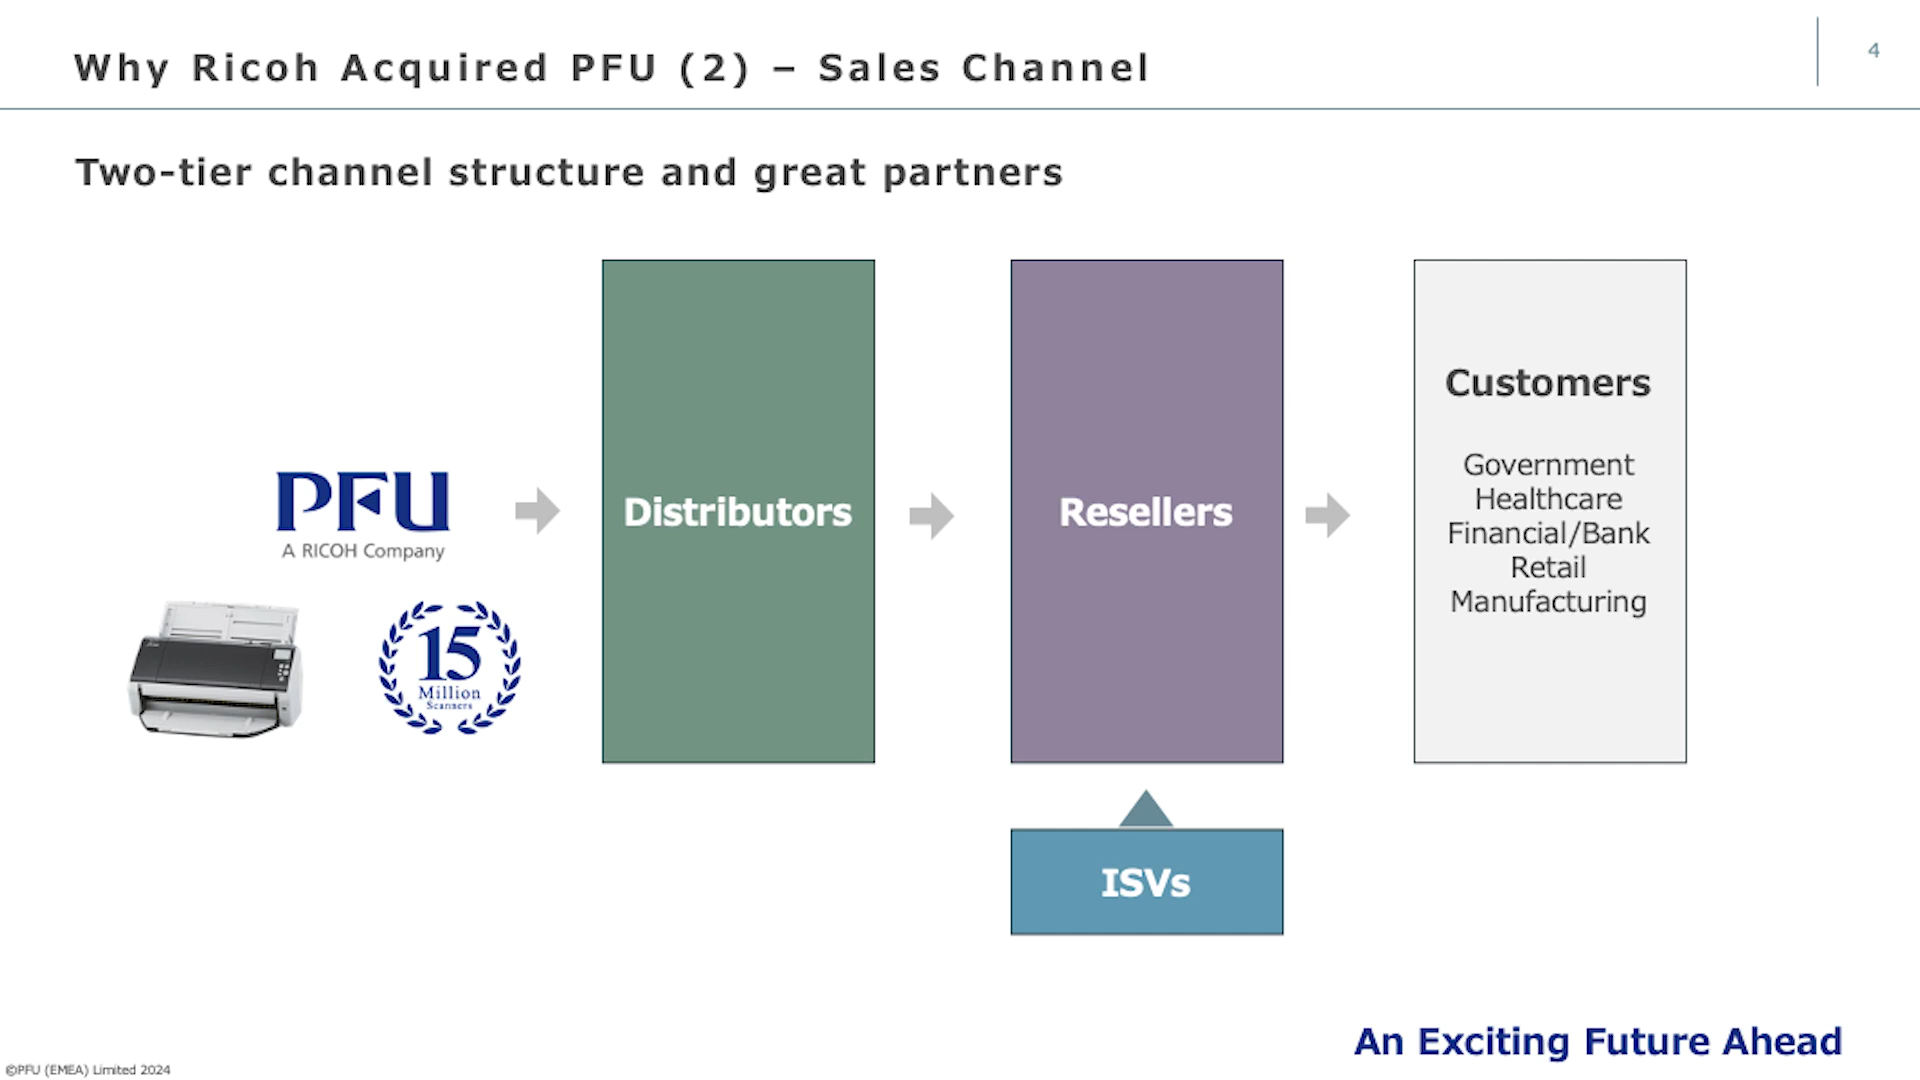 Why Ricoh Acquired PFU (2) – Sales Channel
4
Two-tier channel structure and great partners
PFU
A RICOH Company
15
Million
Scanners
Distributors
Resellers
Customers
Government
Healthcare
Financial/Bank
Retail
Manufacturing
ISVs
An Exciting Future Ahead
©PFU (EMEA) Limited 2024